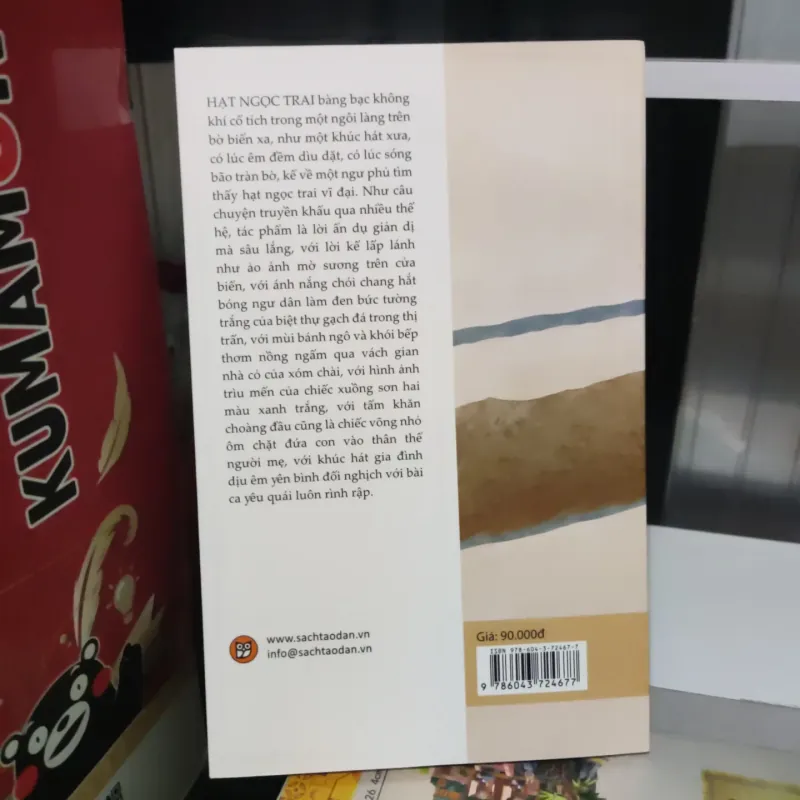 HẠT NGỌC TRAI bàng bạc không
khí cổ tích trong một ngôi làng trên
bờ biển xa, như một khúc hát xưa,
có lúc êm đềm dìu dặt, có lúc sóng
bão tràn bờ, kể về một ngư phủ tìm
thấy hạt ngọc trai vĩ đại. Như câu
chuyện truyền khẩu qua nhiều thế
hệ, tác phẩm là lời ẩn dụ giản dị
mà sâu lắng, với lời kể lấp lánh
như ảo ảnh mờ sương trên cửa
biển, với ánh nắng chói chang hắt
bóng ngư dân làm đen bức tường
trắng của biệt thự gạch đá trong thị
trấn, với mùi bánh ngô và khói bếp
thơm nồng ngấm qua vách gian
nhà cỏ của xóm chài, với hình ảnh
trìu mến của chiếc xuồng sơn hai
màu xanh trắng, với tấm khăn
choàng đầu cũng là chiếc võng nhỏ
ôm chặt đứa con vào thân thể
người mẹ, với khúc hát gia đình
dịu êm yên bình đối nghịch với bài
ca yêu quái luôn rình rập.
www.sachtaodan.vn
info@sachtaodan.vn
Giá: 90.000đ
ISBN 978-604-3-72467-7
9 786043 724677
KUMAMO